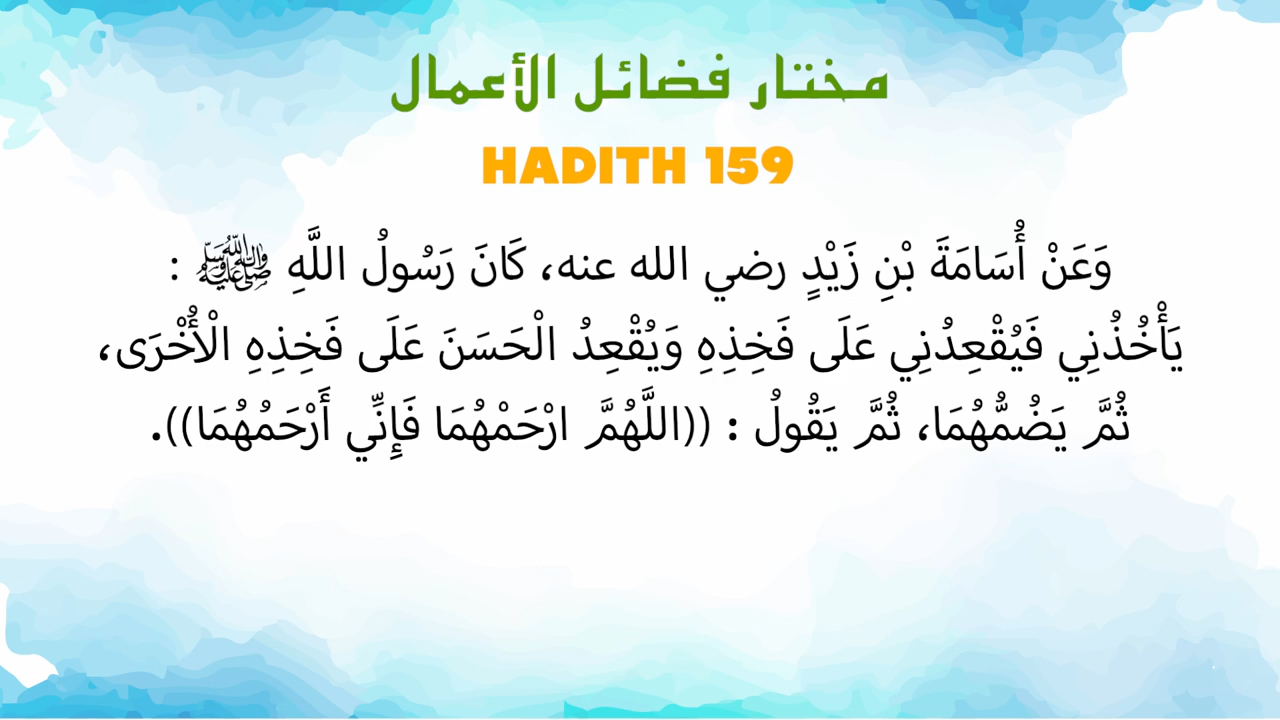 مختار فضائل الأعمال
HADITH 159
وَعَنْ أُسَامَةَ بْنِ زَيْدٍ رضي الله عنه، كَانَ رَسُولُ اللَّهِ ﷺ :
يَأْخُذُنِي فَيُقْعِدُنِي عَلَى فَخِذِهِ وَيُقْعِدُ الْحَسَنَ عَلَى فَخِذِهِ الْأُخْرَى،
ثُمَّ يَضُمُّهُمَا، ثُمَّ يَقُولُ : ((اللَّهُمَّ ارْحَمْهُمَا فَإِنِّي أَرْحَمُهُمَا)).